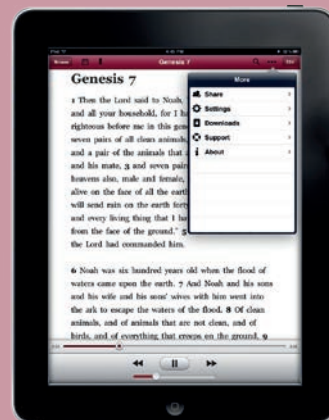 Genesis 7
Genesis 7
More
Share
Settings
Downloads
Support
About
1 Then the Lord said to Noah,
and all your household, for I ha
righteous before me in this gen
seven pairs of all clean animals,
and a pair of the animals that
and his mate, 3 and seven pairs
heavens also, male and female,
alive on the face of all the earth
will send rain on the earth forty
and every living thing that I ha
from the face of the ground." 5
the Lord had commanded him.
6 Noah was six hundred years old when the flood of
waters came upon the earth. 7 And Noah and his sons
and his wife and his sons' wives with him went into
the ark to escape the waters of the flood. 8 Of clean
animals, and of animals that are not clean, and of
birds, and of everything that creeps on the ground, 9